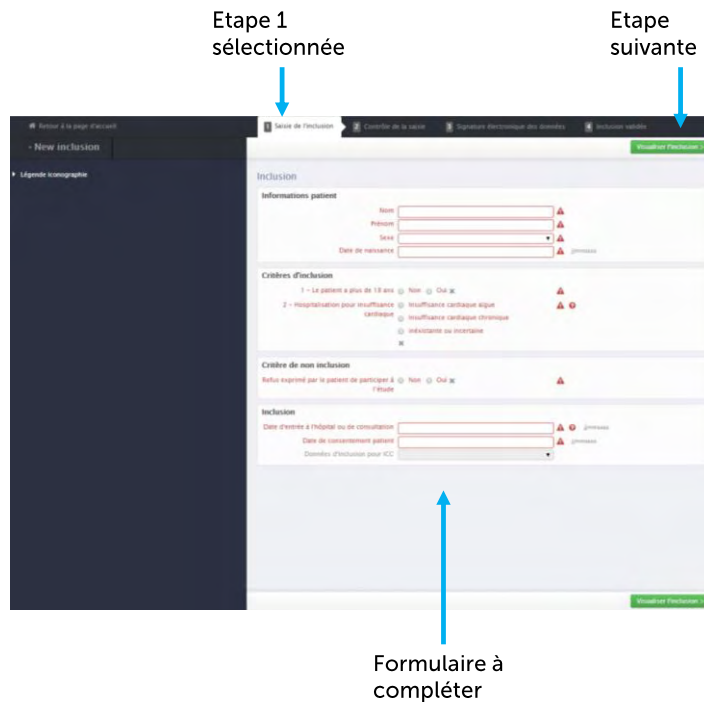 Etape 1
sélectionnée
Etape
suivante
Retour à la page d'accueil
1 Saisie de l'inclusion
2 Contrôle de la saisie
3 Signature électronique des données
4 Inclusion validée
- New inclusion
Visualiser l'inclusion >
Légende iconographie
Inclusion
Informations patient
Nom
Prénom
Sexe
Date de naissance
Critères d'inclusion
1 - Le patient a plus de 18 ans Non Oui
2 - Hospitalisation pour insuffisance Insuffisance cardiaque aigue
cardiaque Insuffisance cardiaque chronique
Inéxistante ou incertaine
Critère de non inclusion
Refus exprimé par le patient de participer à Non Oui
l'étude
Inclusion
Date d'entrée à l'hôpital ou de consultation
Date de consentement patient
Données d'inclusion pour ICC
Visualiser l'inclusion >
Formulaire à
compléter